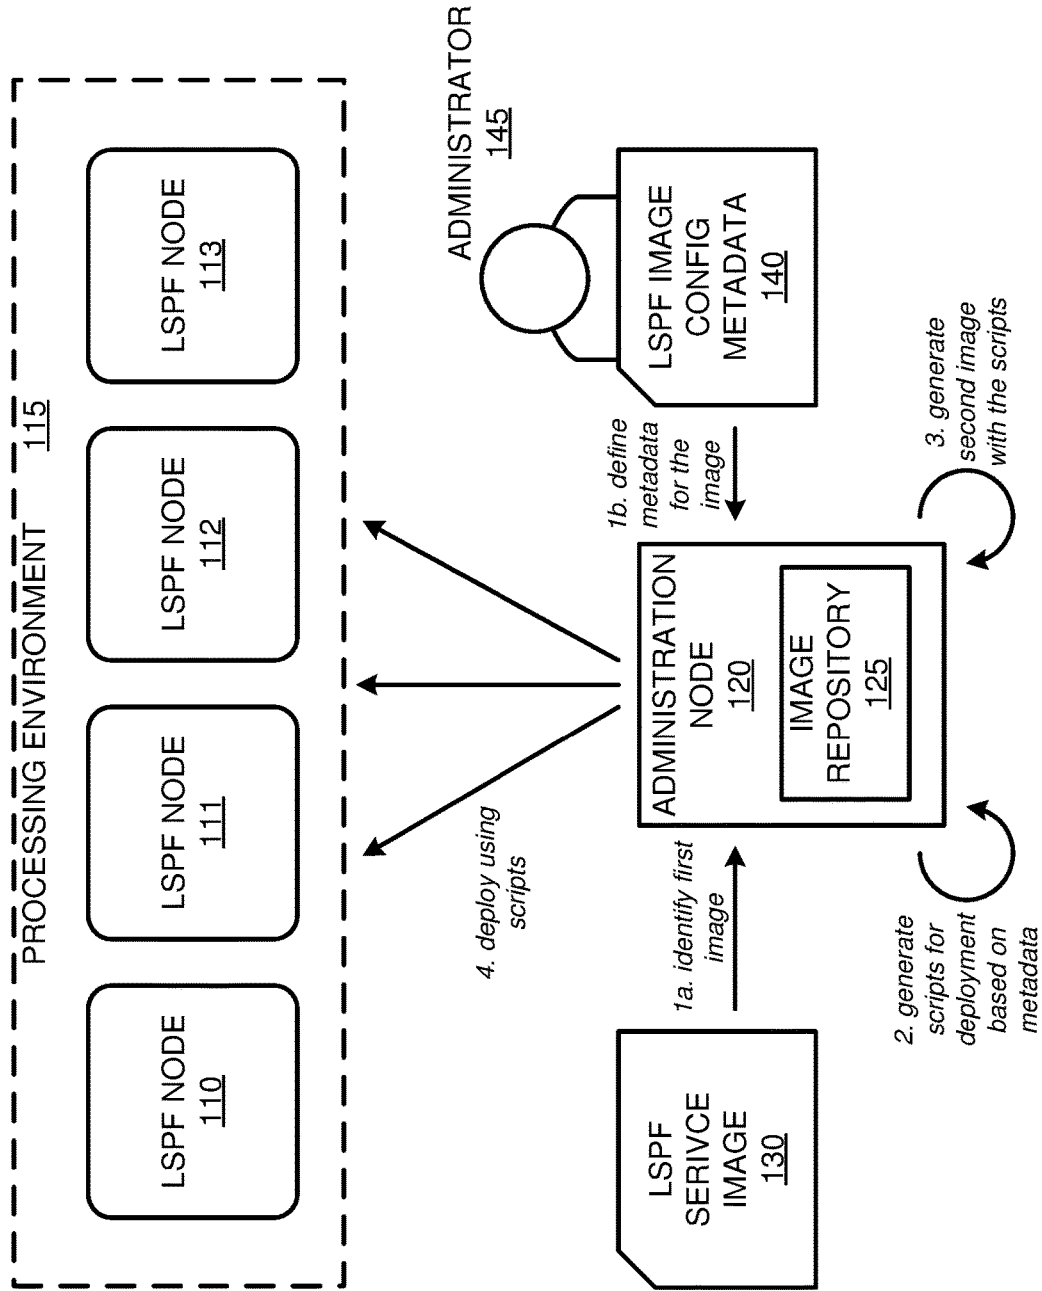 PROCESSING ENVIRONMENT
115
LSPF NODE
110
LSPF NODE
111
LSPF NODE
112
LSPF NODE
113
4. deploy using
scripts
ADMINISTRATOR
145
LSPF
SERIVCE
IMAGE
130
1a. identify first
image
ADMINISTRATION
NODE
120
IMAGE
REPOSITORY
125
1b. define
metadata
for the
image
LSPF IMAGE
CONFIG
METADATA
140
2. generate
scripts for
deployment
based on
metadata
3. generate
second image
with the scripts